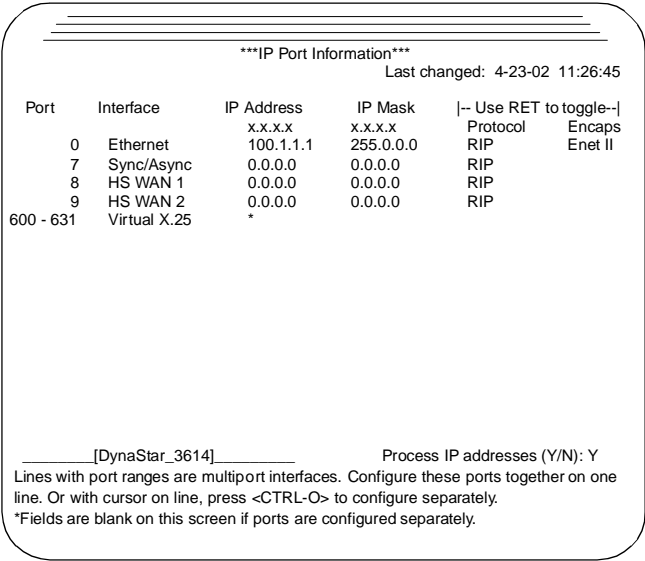 ***IP Port Information***
Last changed: 4-23-02 11:26:45
Port Interface IP Address IP Mask |-- Use RET to toggle--|
x.x.x.x x.x.x.x Protocol Encaps
0 Ethernet 100.1.1.1 255.0.0.0 RIP Enet II
7 Sync/Async 0.0.0.0 0.0.0.0 RIP
8 HS WAN 1 0.0.0.0 0.0.0.0 RIP
9 HS WAN 2 0.0.0.0 0.0.0.0 RIP
600 - 631 Virtual X.25 *
_________[DynaStar_3614]__________ Process IP addresses (Y/N): Y
Lines with port ranges are multiport interfaces. Configure these ports together on one
line. Or with cursor on line, press <CTRL-O> to configure separately.
*Fields are blank on this screen if ports are configured separately.